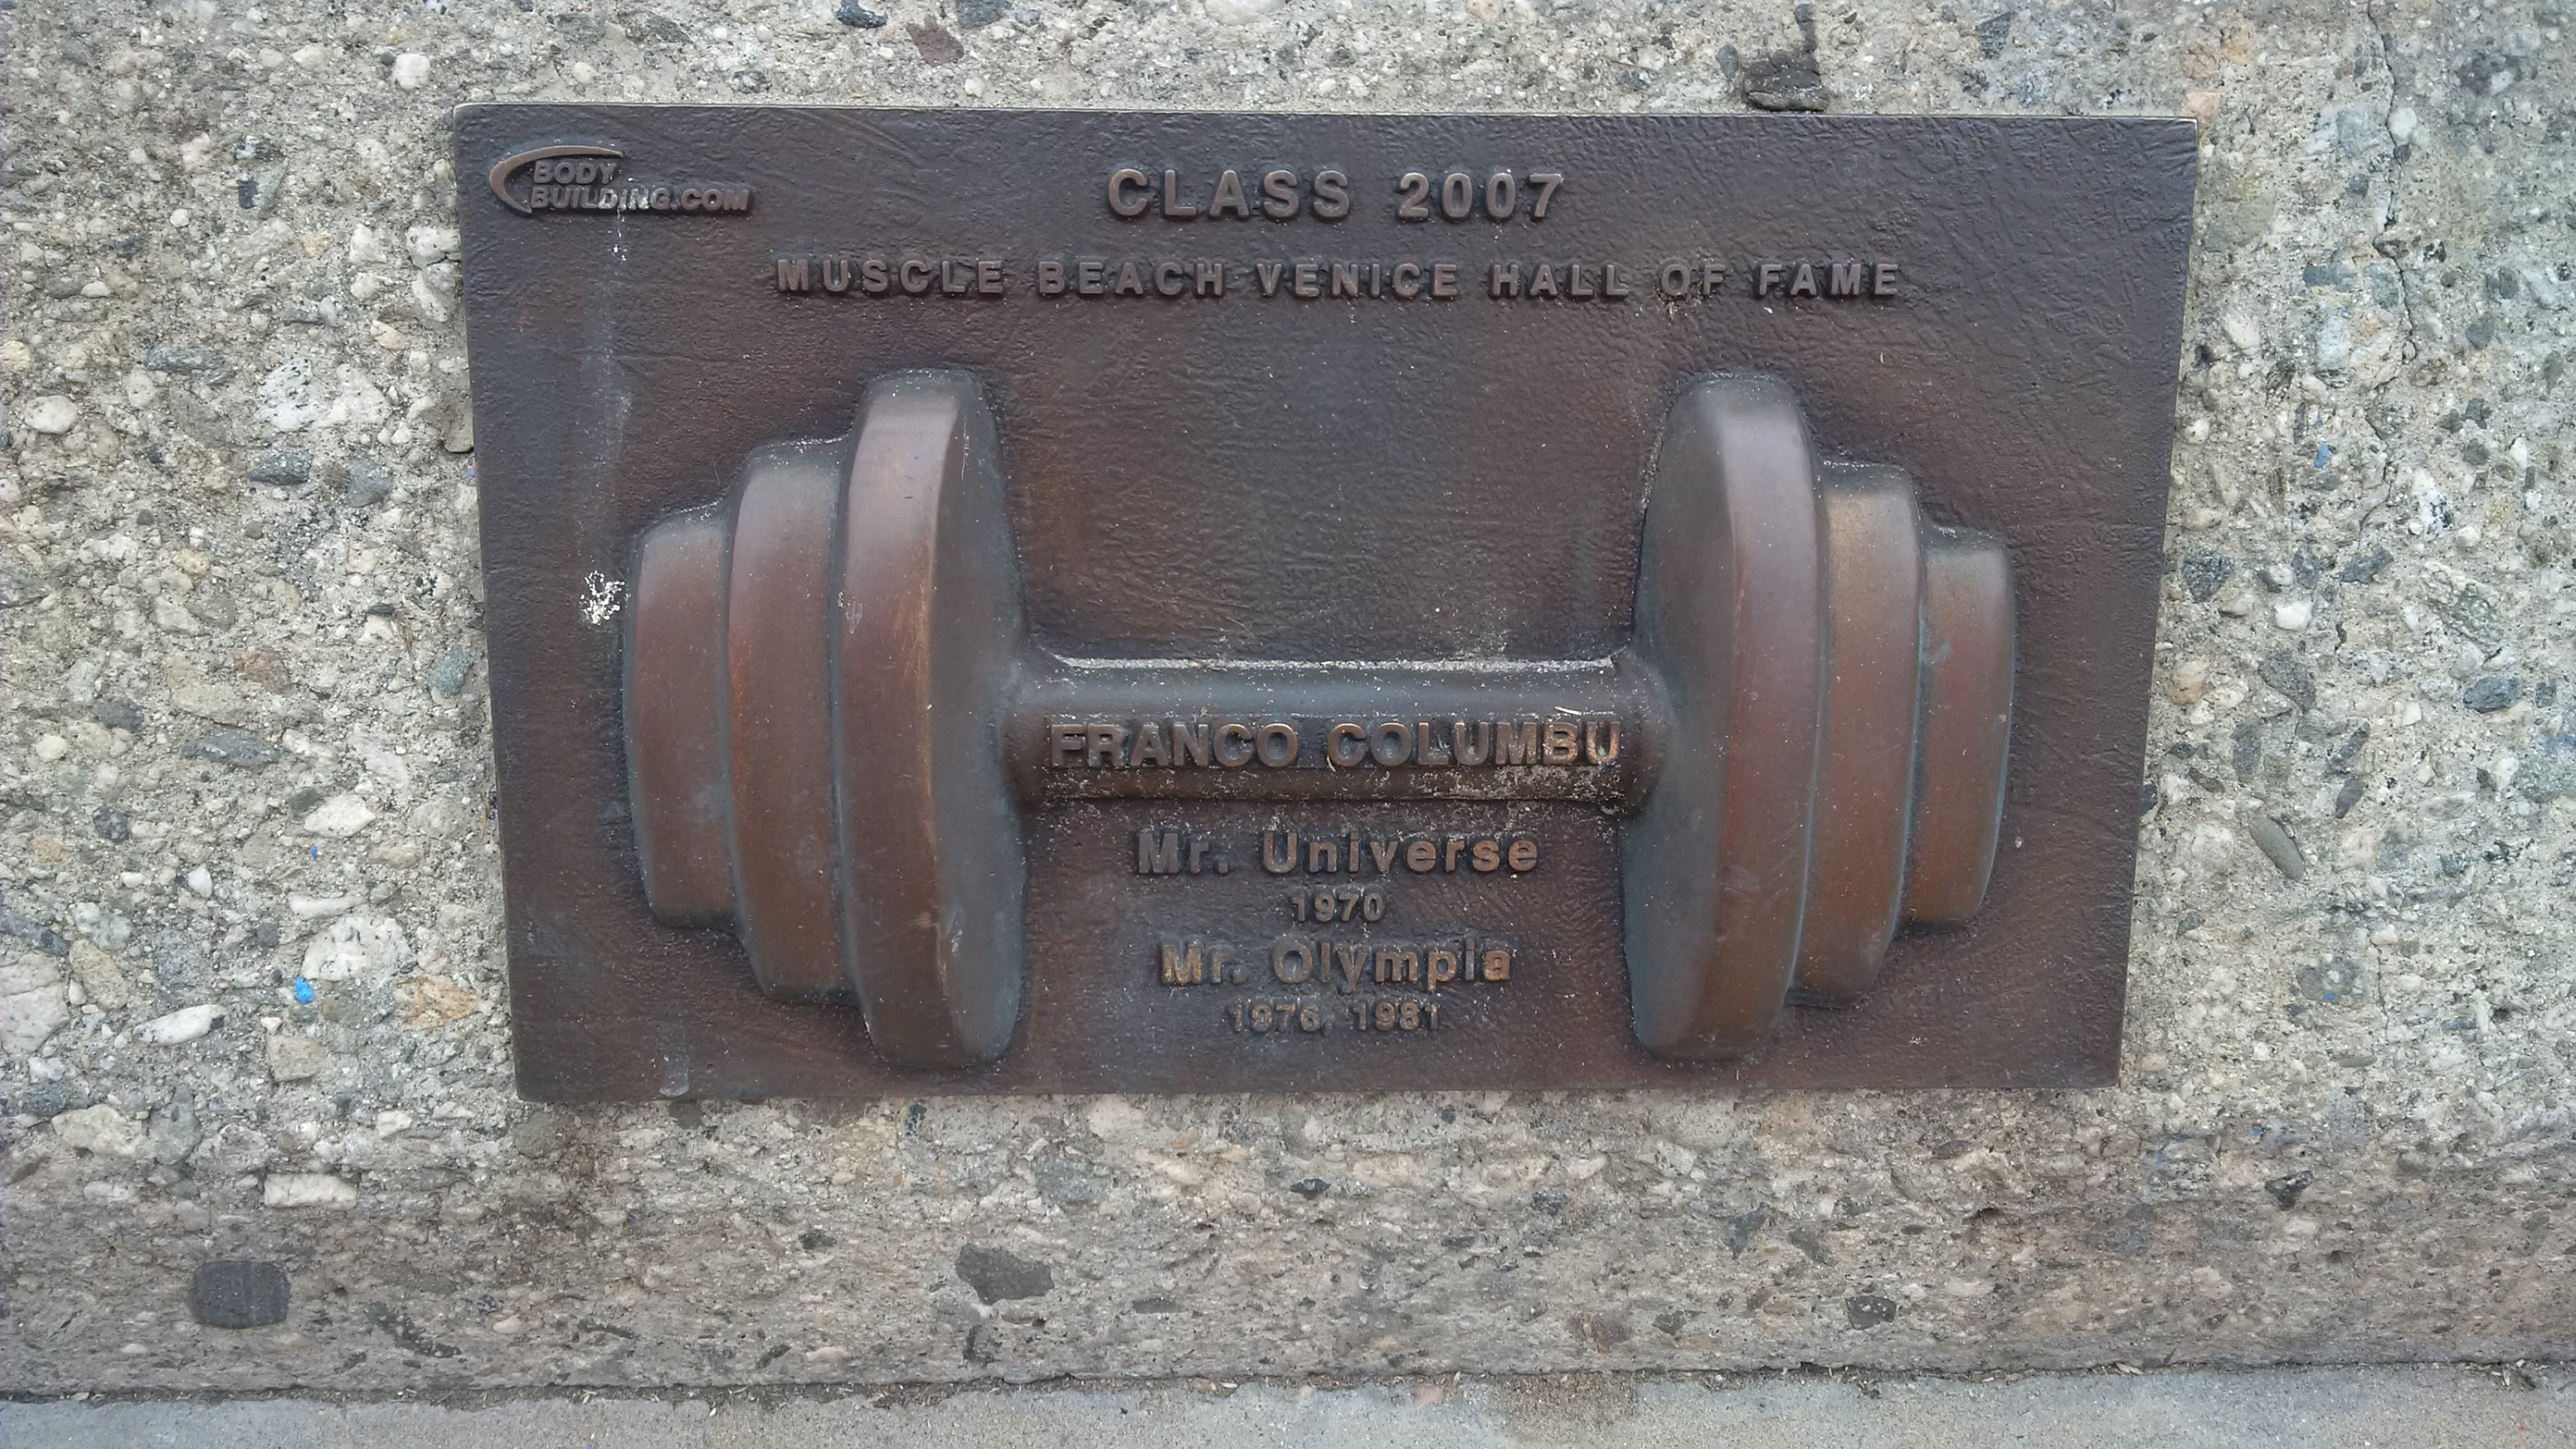 BODY
BUILDING.COM
CLASS 2007
MUSCLE BEACH VENICE HALL OF FAME
FRANCO COLUMBU
Mr. Universe
1970
Mr. Olympia
1976, 1981